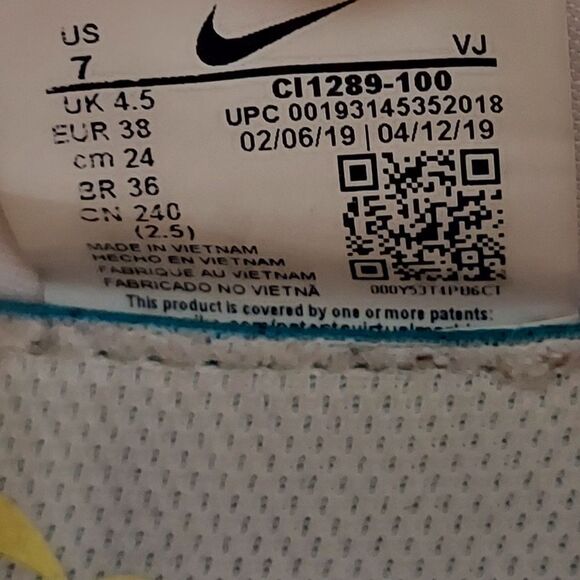 US
7
VJ
UK 4.5
EUR 38
cm 24
BR 36
CN 240
(2.5)
CI1289-100
UPC 00193145352018
02/06/19 | 04/12/19
MADE IN VIETNAM
HECHO EN VIETNAM
FABRIQUE AU VIETNAM
FABRICADO NO VIETNÃ
This product is covered by one or more patents: